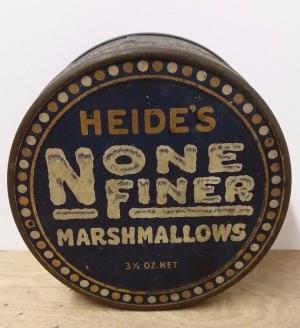 HEIDE'S
NONE
FINER
MARSHMALLOWS
3½ OZ. NET